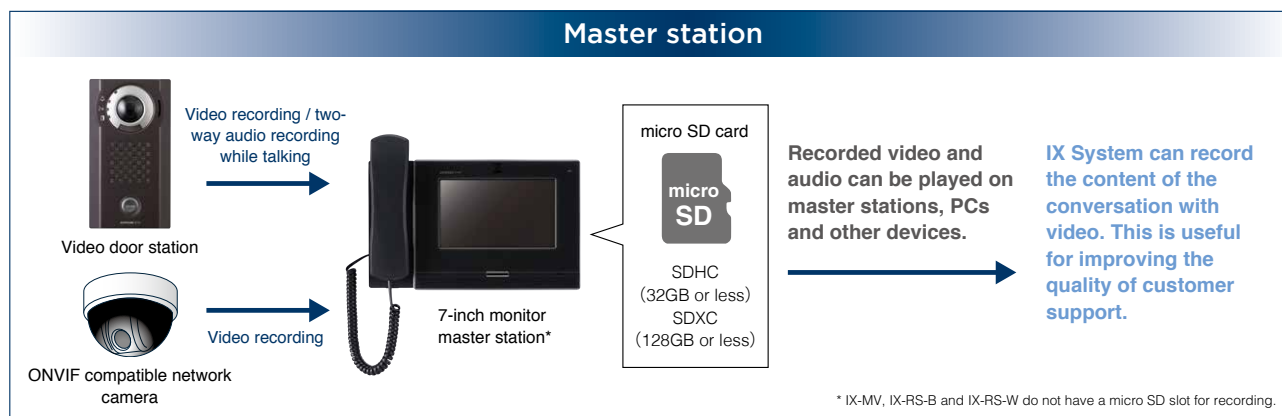 Master station
Video recording / two-
way audio recording
while talking
Video door station
Video recording
ONVIF compatible network
camera
7-inch monitor
master station*
micro SD card
micro
SD
SDHC
(32GB or less)
SDXC
(128GB or less)
Recorded video and
audio can be played on
master stations, PCs
and other devices.
IX System can record
the content of the
conversation with
video. This is useful
for improving the
quality of customer
support.
* IX-MV, IX-RS-B and IX-RS-W do not have a micro SD slot for recording.